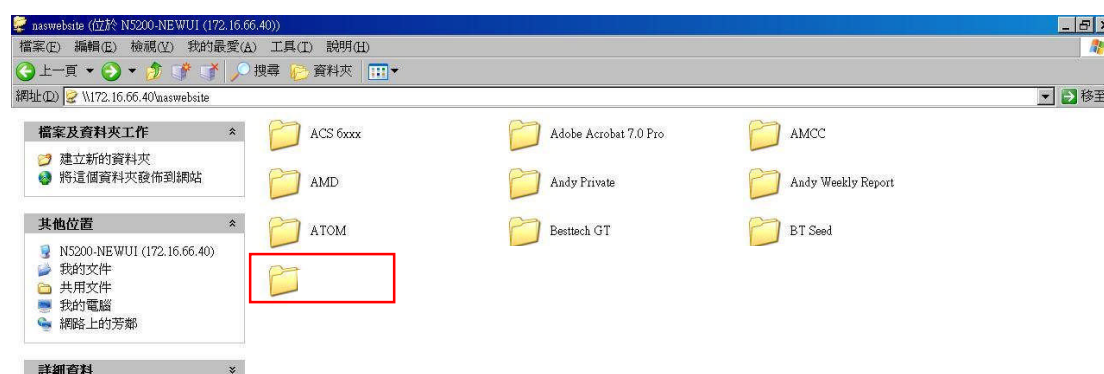 naswebsite (位於 N5200-NEWUI (172.16.66.40))
檔案(F) 編輯(E) 檢視(V) 我的最愛(A) 工具(T) 說明(H)
上一頁 搜尋 資料夾
網址(D) \\172.16.66.40\naswebsite 移至
檔案及資料夾工作
建立新的資料夾
將這個資料夾發佈到網站
其他位置
N5200-NEWUI (172.16.66.40)
我的文件
共用文件
我的電腦
網路上的芳鄰
詳細資料
ACS 6xxx Adobe Acrobat 7.0 Pro AMCC
AMD Andy Private Andy Weekly Report
ATOM Besttech GT BT Seed